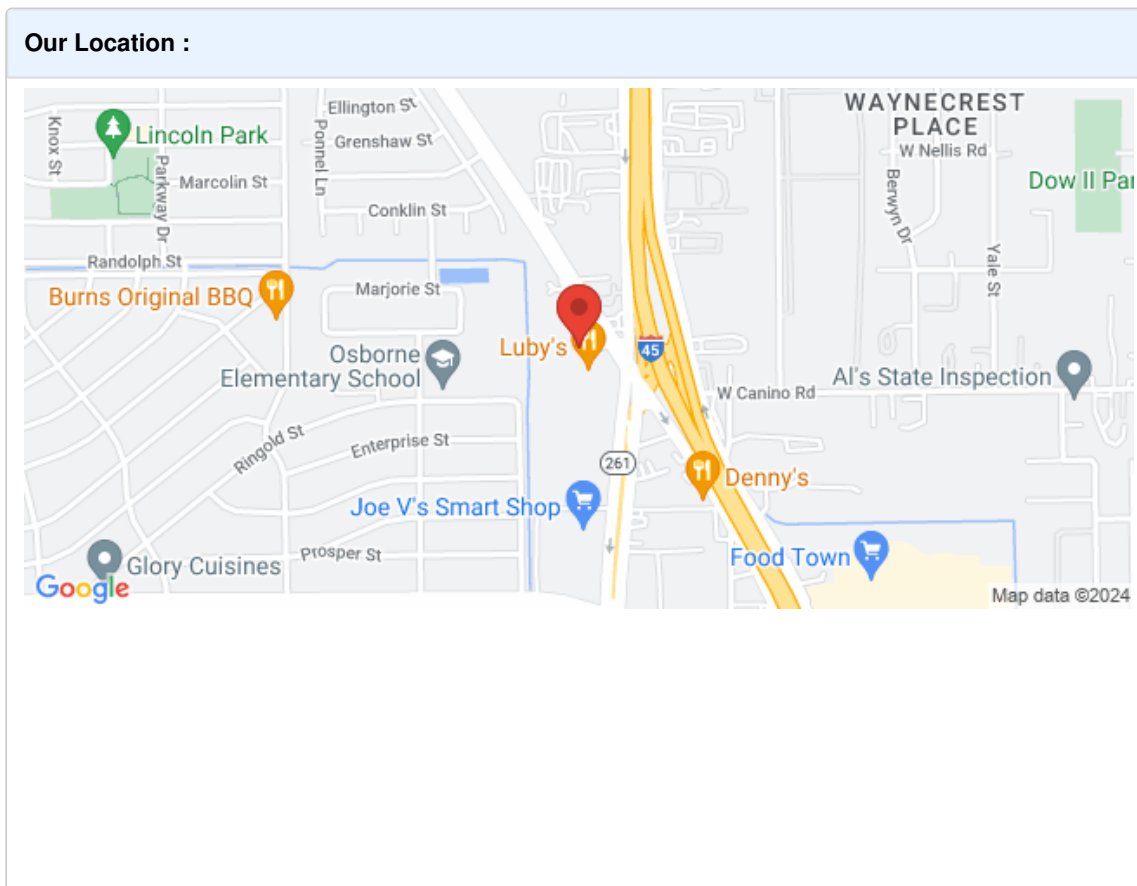 Our Location :
Ellington St
WAYNECREST
PLACE
Knox St
Lincoln Park
Ponnel Ln
Grenshaw St
W Nellis Rd
Parkway Dr
Marcolin St
Berwyn Dr
Dow II Par
Conklin St
Randolph St
Yale St
Burns Original BBQ
Marjorie St
Osborne
Elementary School
Luby's
45
Al's State Inspection
W Canino Rd
Ringold St
Enterprise St
261
Denny's
Joe V's Smart Shop
Prosper St
Food Town
Glory Cuisines
Google
Map data ©2024